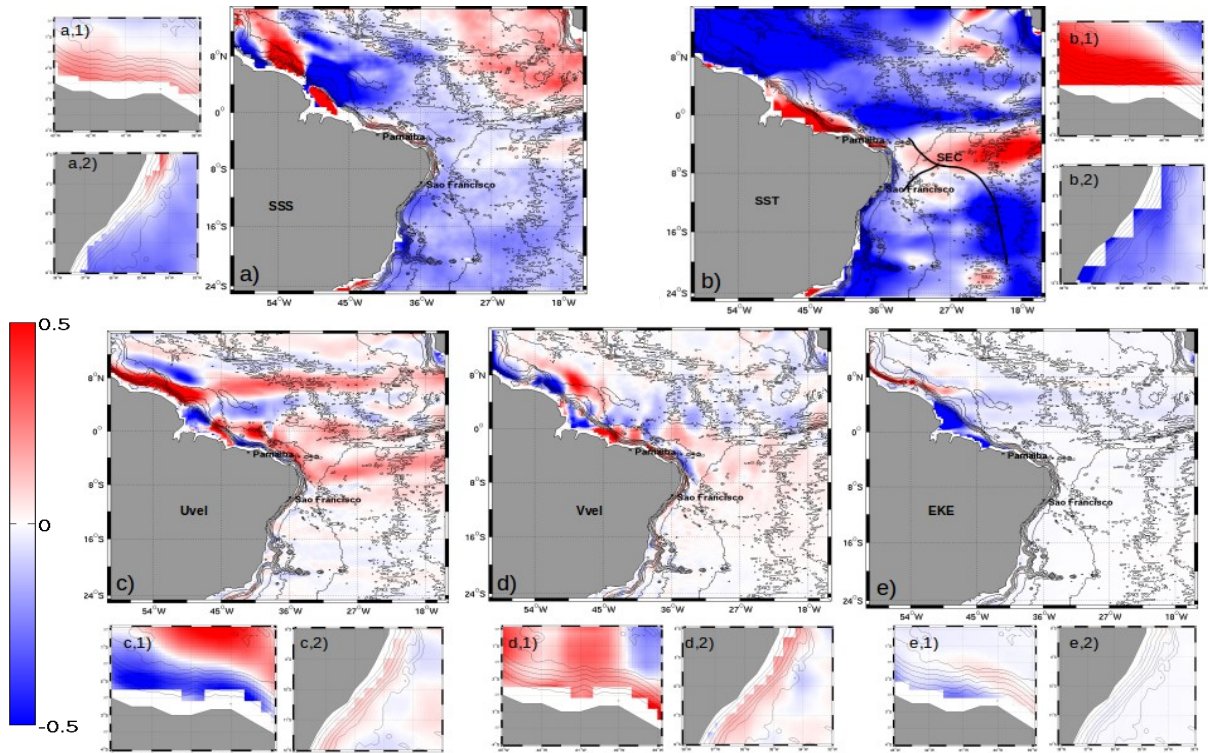 a,1)
a,2)
8°N
0°
8°S
16°S
24°S
Parnaiba
Sao Francisco
SSS
a)
54°W
45°W
36°W
27°W
18°W
8°N
0°
8°S
16°S
24°S
Parnaiba
SEC
Sao Francisco
SST
b)
54°W
45°W
36°W
27°W
18°W
b,1)
b,2)
0.5
0
-0.5
8°N
0°
8°S
16°S
24°S
Parnaiba
Sao Francisco
Uvel
c)
54°W
45°W
36°W
27°W
18°W
8°N
0°
8°S
16°S
24°S
Parnaiba
Sao Francisco
Vvel
d)
54°W
45°W
36°W
27°W
18°W
8°N
0°
8°S
16°S
24°S
Parnaiba
Sao Francisco
EKE
e)
54°W
45°W
36°W
27°W
18°W
c,1)
c,2)
d,1)
d,2)
e,1)
e,2)